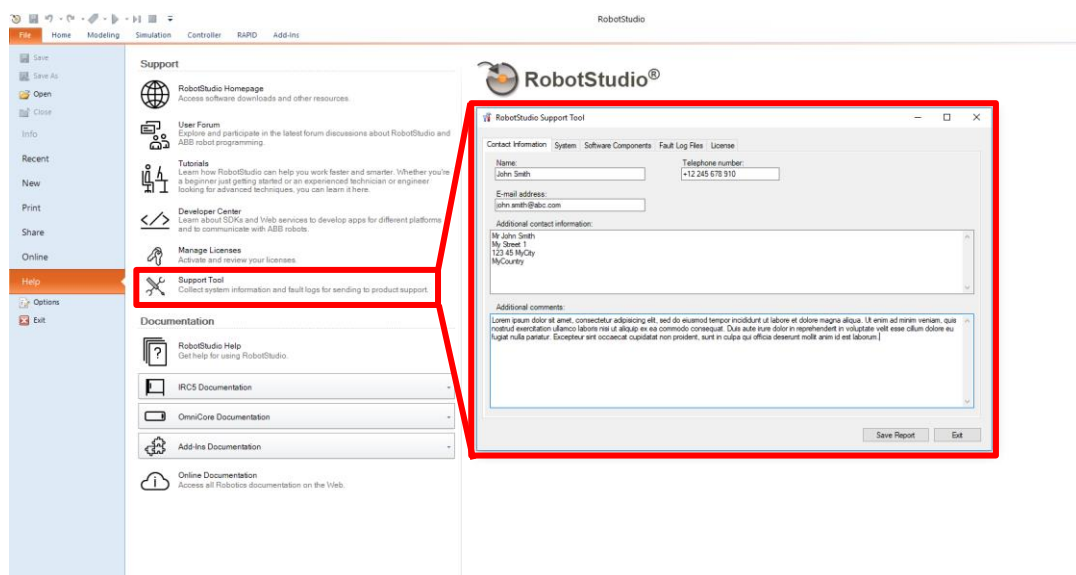 RobotStudio
File Home Modeling Simulation Controller RAPID Add-Ins
Save
Save As
Open
Close
Info
Recent
New
Print
Share
Online
Help
Options
Exit
Support
RobotStudio Homepage
Access software downloads and other resources.
User Forum
Explore and participate in the latest forum discussions about RobotStudio and
ABB robot programming.
Tutorials
Learn how RobotStudio can help you work faster and smarter. Whether you're
a beginner just getting started or an experienced technician or engineer
looking for advanced techniques, you can learn it here.
Developer Center
Learn about SDKs and Web services to develop apps for different platforms
and to communicate with ABB robots.
Manage Licenses
Activate and review your licenses.
Support Tool
Collect system information and fault logs for sending to product support.
Documentation
RobotStudio Help
Get help for using RobotStudio.
IRC5 Documentation
OmniCore Documentation
Add-Ins Documentation
Online Documentation
Access all Robotics documentation on the Web.
RobotStudio®
RobotStudio Support Tool
Contact Information System Software Components Fault Log Files License
Name: Telephone number:
John Smith +12 245 678 910
E-mail address:
john.smith@abc.com
Additional contact information:
Mr John Smith
My Street 1
123 45 MyCity
MyCountry
Additional comments:
Lorem ipsum dolor sit amet, consectetur adipisicing elit, sed do eiusmod tempor incididunt ut labore et dolore magna aliqua. Ut enim ad minim veniam, quis
nostrud exercitation ullamco laboris nisi ut aliquip ex ea commodo consequat. Duis aute irure dolor in reprehenderit in voluptate velit esse cillum dolore eu
fugiat nulla pariatur. Excepteur sint occaecat cupidatat non proident, sunt in culpa qui officia deserunt mollit anim id est laborum.
Save Report Exit